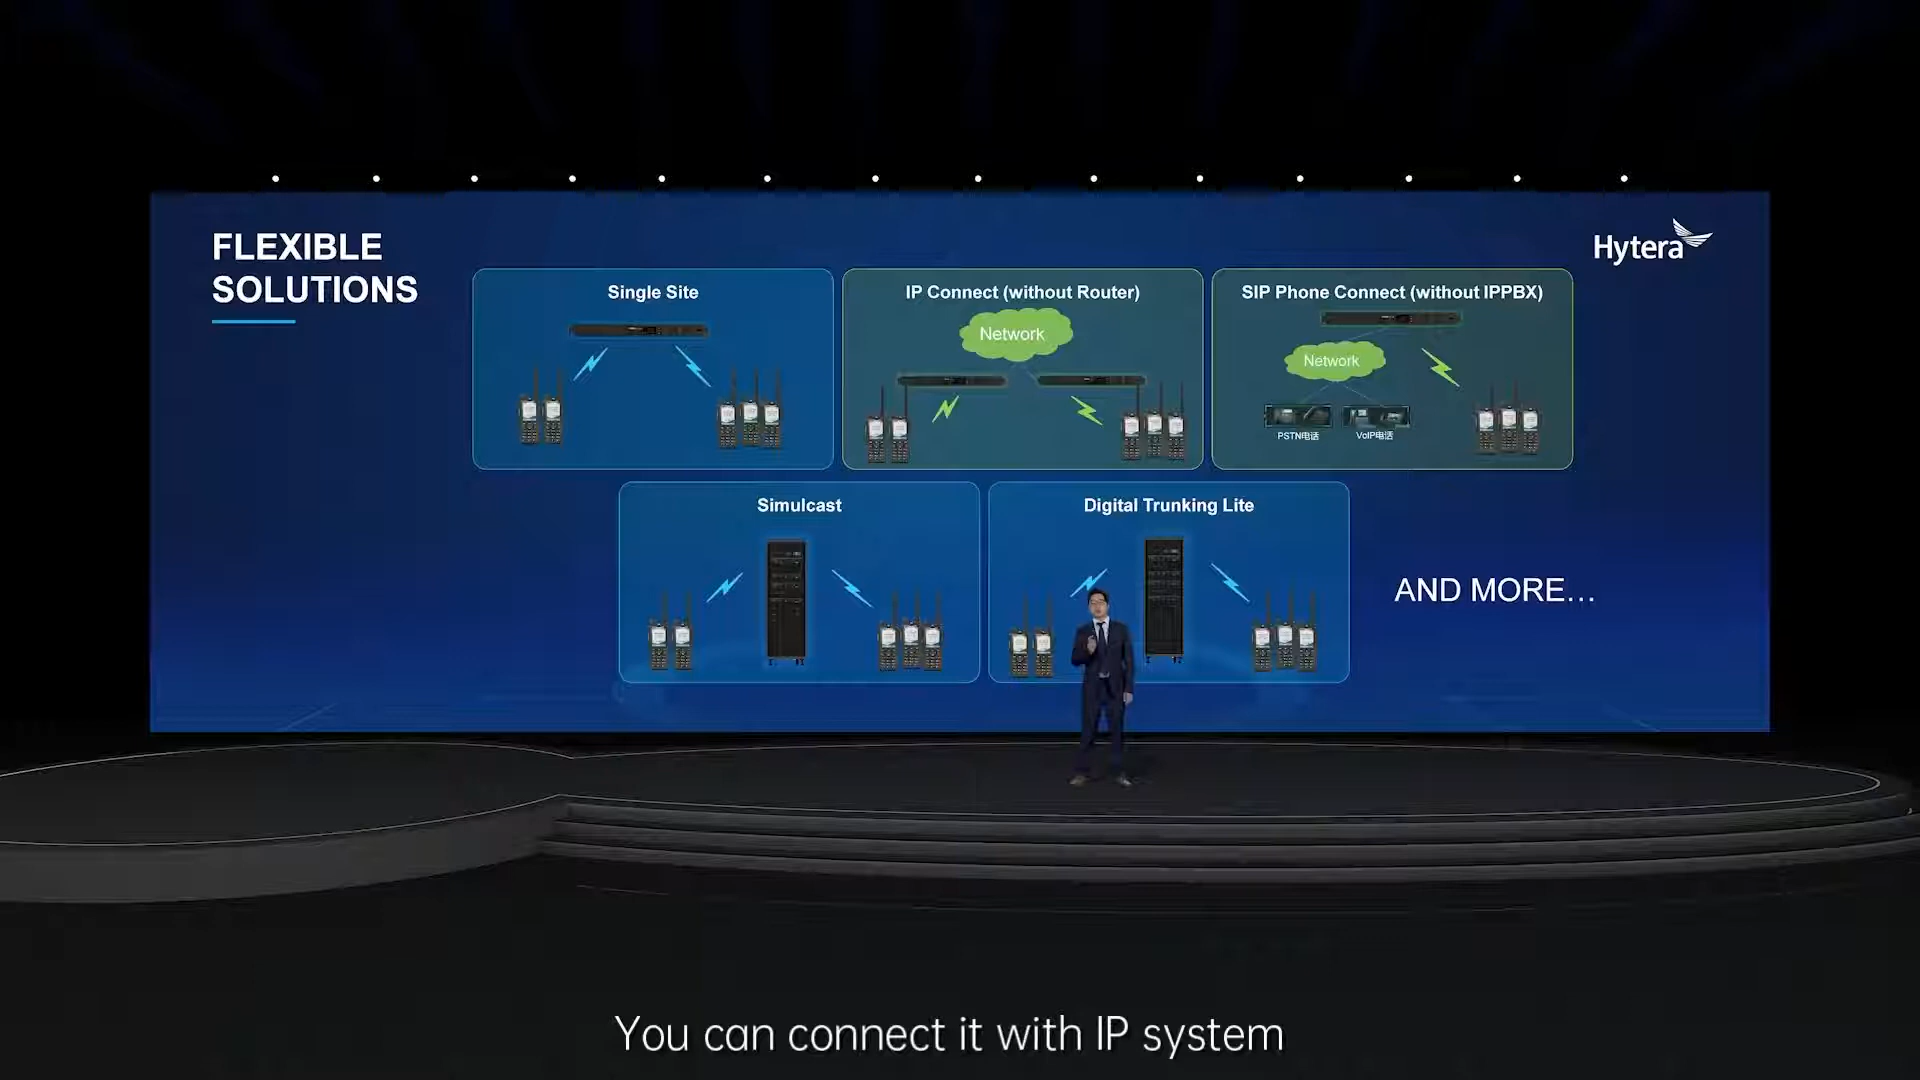 FLEXIBLE
SOLUTIONS
Hytera
Single Site
IP Connect (without Router)
Network
SIP Phone Connect (without IPPBX)
Network
PSTN电话
VoIP电话
Simulcast
Digital Trunking Lite
AND MORE...
You can connect it with IP system